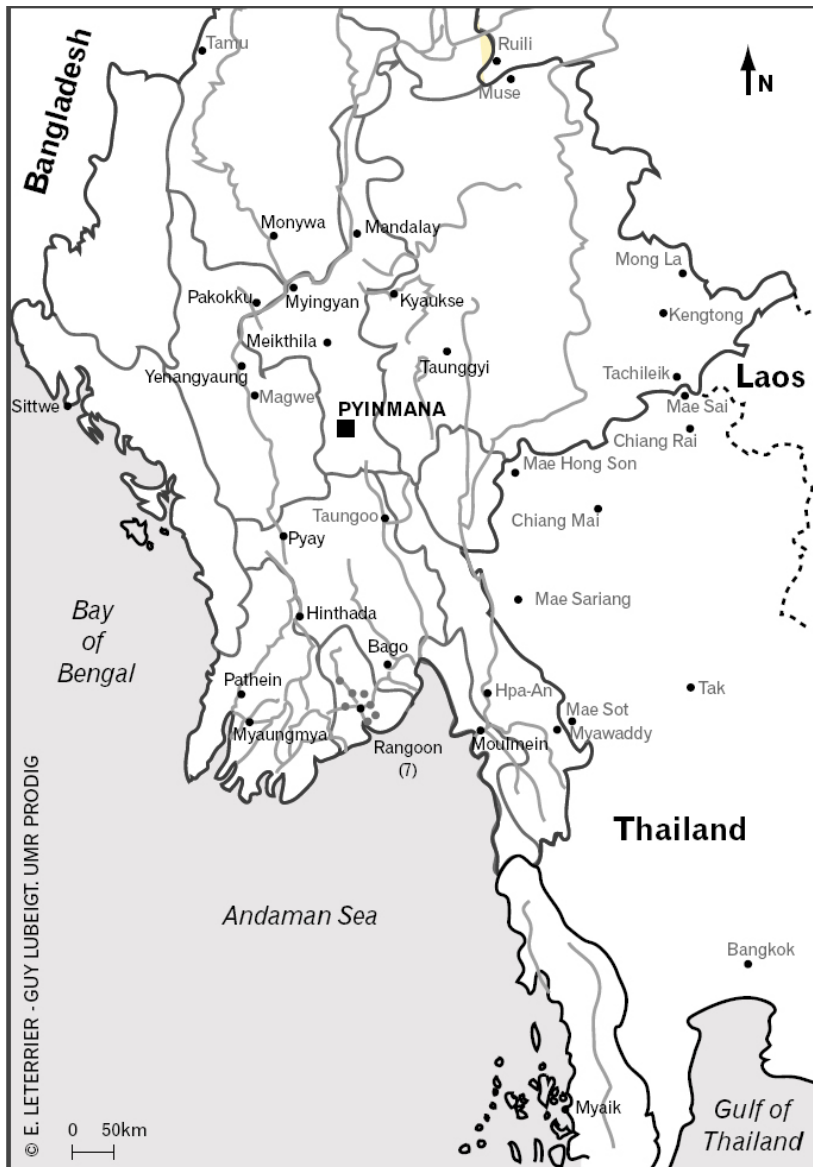 Tamu
Ruili
Muse
N
Bangladesh
Monywa
Mandalay
Mong La
Pakokku
Myingyan
Kyaukse
Kengtong
Meikthila
Yenangyaung
Taunggyi
Tachileik
Laos
Magwe
Mae Sai
Sittwe
PYINMANA
Chiang Rai
Mae Hong Son
Taungoo
Chiang Mai
Pyay
Mae Sariang
Bay
of
Bengal
Hinthada
Bago
Pathein
Hpa-An
Tak
Mae Sot
Myaungmya
Rangoon
(7)
Moulmein
Myawaddy
Thailand
Andaman Sea
Bangkok
Myaik
Gulf of
Thailand
0 50km
© E. LETERRIER - GUY LUBEIGT. UMR PRODIG